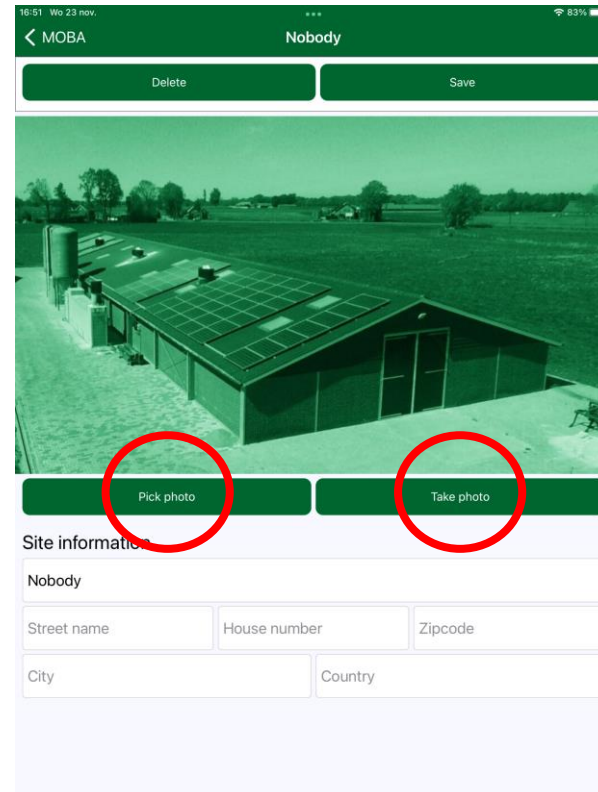 16:51 Wo 23 nov. 83%
MOBA Nobody
Delete Save
Pick photo Take photo
Site information
Nobody
Street name House number Zipcode
City Country